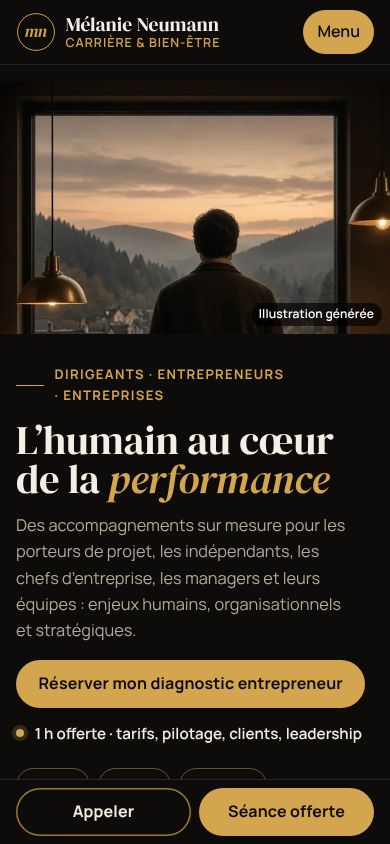 mn
Mélanie Neumann
CARRIÈRE & BIEN-ÊTRE
Menu
Illustration générée
DIRIGEANTS · ENTREPRENEURS
· ENTREPRISES
L’humain au cœur
de la performance
Des accompagnements sur mesure pour les
porteurs de projet, les indépendants, les
chefs d’entreprise, les managers et leurs
équipes : enjeux humains, organisationnels
et stratégiques.
Réserver mon diagnostic entrepreneur
1 h offerte · tarifs, pilotage, clients, leadership
Appeler
Séance offerte